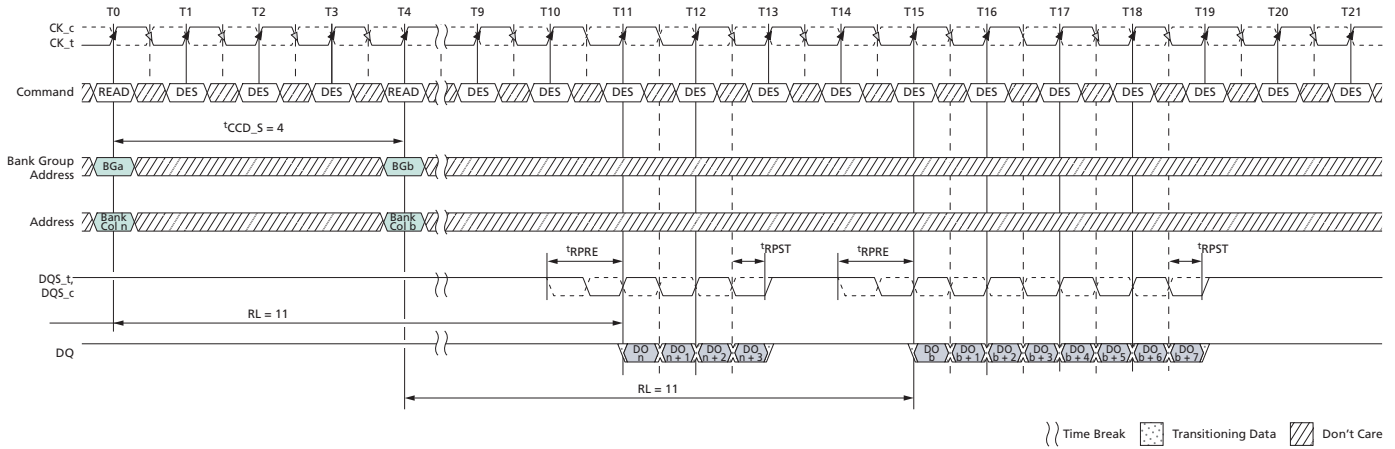 T0 T1 T2 T3 T4 T9 T10 T11 T12 T13 T14 T15 T16 T17 T18 T19 T20 T21
CK_c
CK_t
Command READ DES DES DES READ DES DES DES DES DES DES DES DES DES DES DES DES DES
tCCD_S = 4
Bank Group
Address
BGa BGb
Address
Bank
Col n
Bank
Col b
tRPRE tRPST tRPRE tRPST
DQS_t,
DQS_c
RL = 11
DQ
DO
n
DO
n + 1
DO
n + 2
DO
n + 3
DO
b
DO
b + 1
DO
b + 2
DO
b + 3
DO
b + 4
DO
b + 5
DO
b + 6
DO
b + 7
RL = 11
Time Break Transitioning Data Don't Care